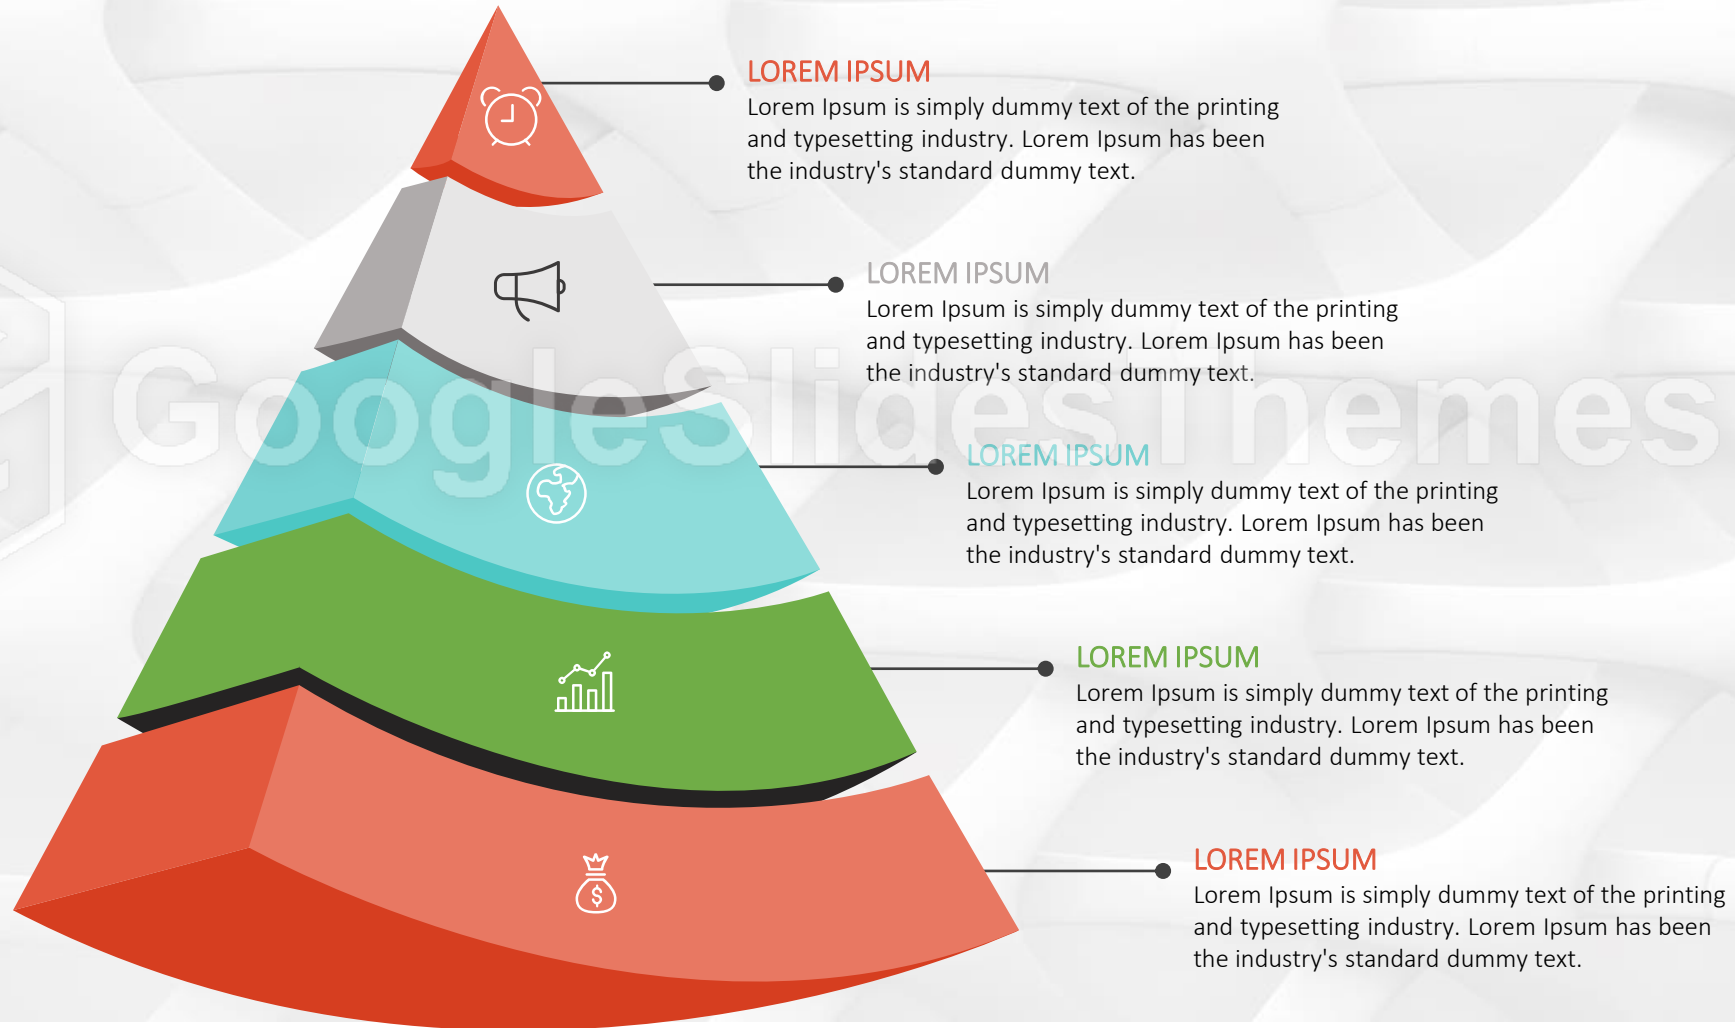 LOREM IPSUM
Lorem Ipsum is simply dummy text of the printing
and typesetting industry. Lorem Ipsum has been
the industry's standard dummy text.
LOREM IPSUM
Lorem Ipsum is simply dummy text of the printing
and typesetting industry. Lorem Ipsum has been
the industry's standard dummy text.
GoogleSlidesThemes
LOREM IPSUM
Lorem Ipsum is simply dummy text of the printing
and typesetting industry. Lorem Ipsum has been
the industry's standard dummy text.
LOREM IPSUM
Lorem Ipsum is simply dummy text of the printing
and typesetting industry. Lorem Ipsum has been
the industry's standard dummy text.
$
LOREM IPSUM
Lorem Ipsum is simply dummy text of the printing
and typesetting industry. Lorem Ipsum has been
the industry's standard dummy text.